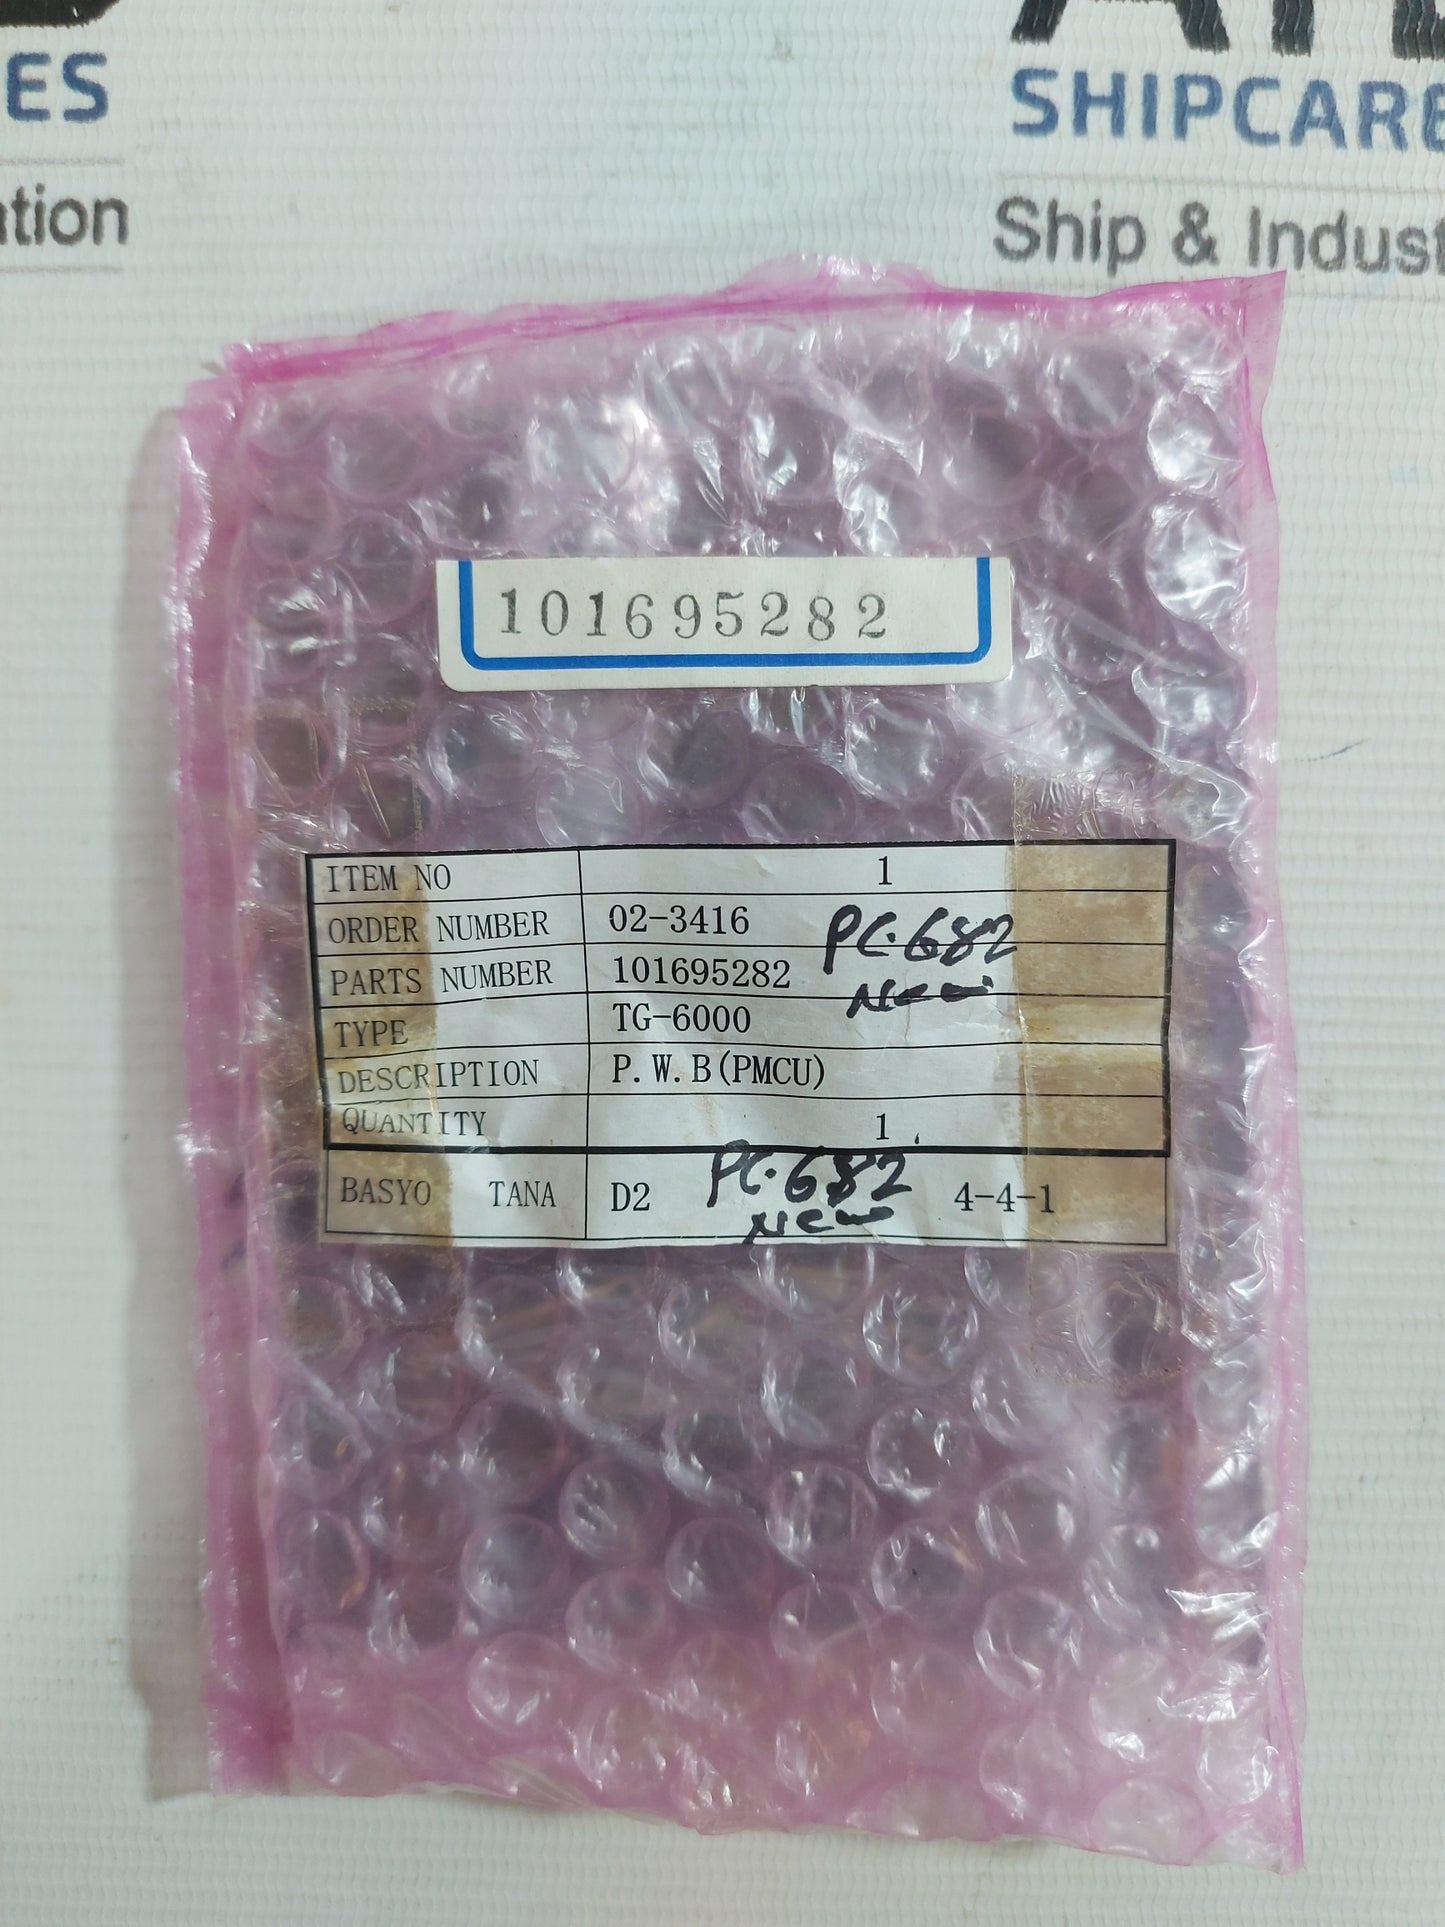 ES
SHIPCARE
ation
Ship & Indust
101695282
ITEM NO 1
ORDER NUMBER 02-3416 PC.682
PARTS NUMBER 101695282 New
TYPE TG-6000
DESCRIPTION P.W.B(PMCU)
QUANTITY 1
BASYO TANA D2 PC.682 4-4-1
New